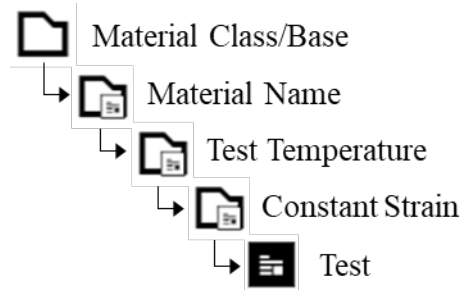 Material Class/Base
Material Name
Test Temperature
Constant Strain
Test